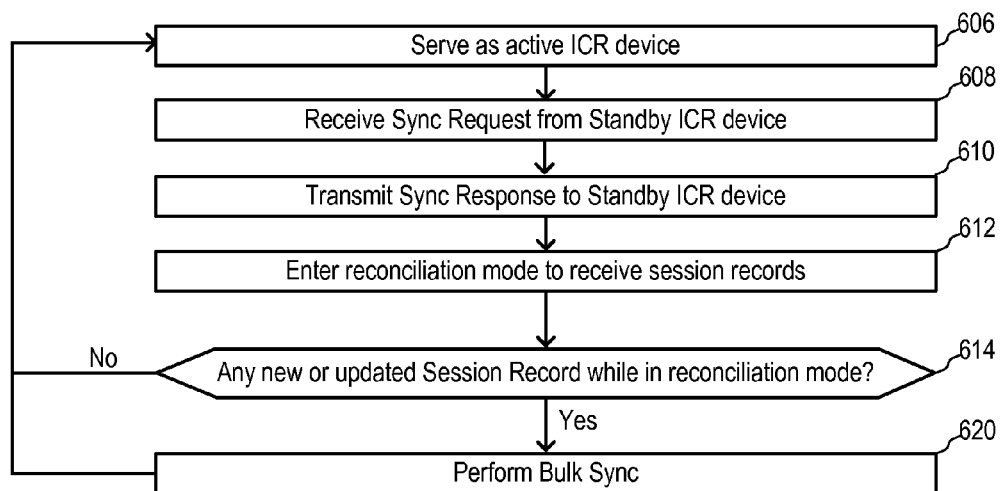 606
Serve as active ICR device
608
Receive Sync Request from Standby ICR device
610
Transmit Sync Response to Standby ICR device
612
Enter reconciliation mode to receive session records
614
No
Any new or updated Session Record while in reconciliation mode?
Yes
620
Perform Bulk Sync